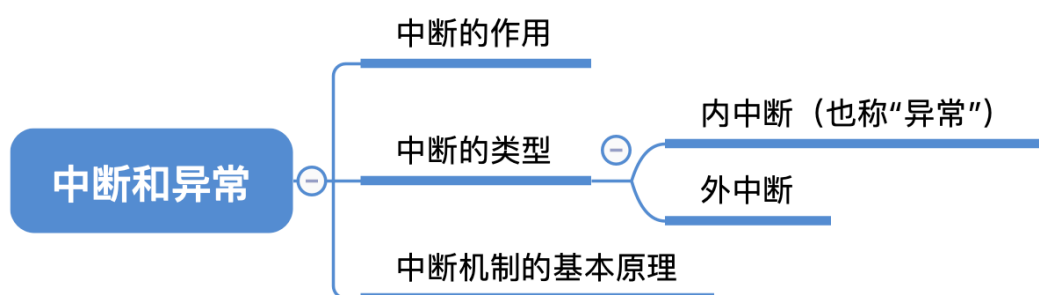 中断的作用
内中断（也称“异常”）
中断的类型
中断和异常
外中断
中断机制的基本原理